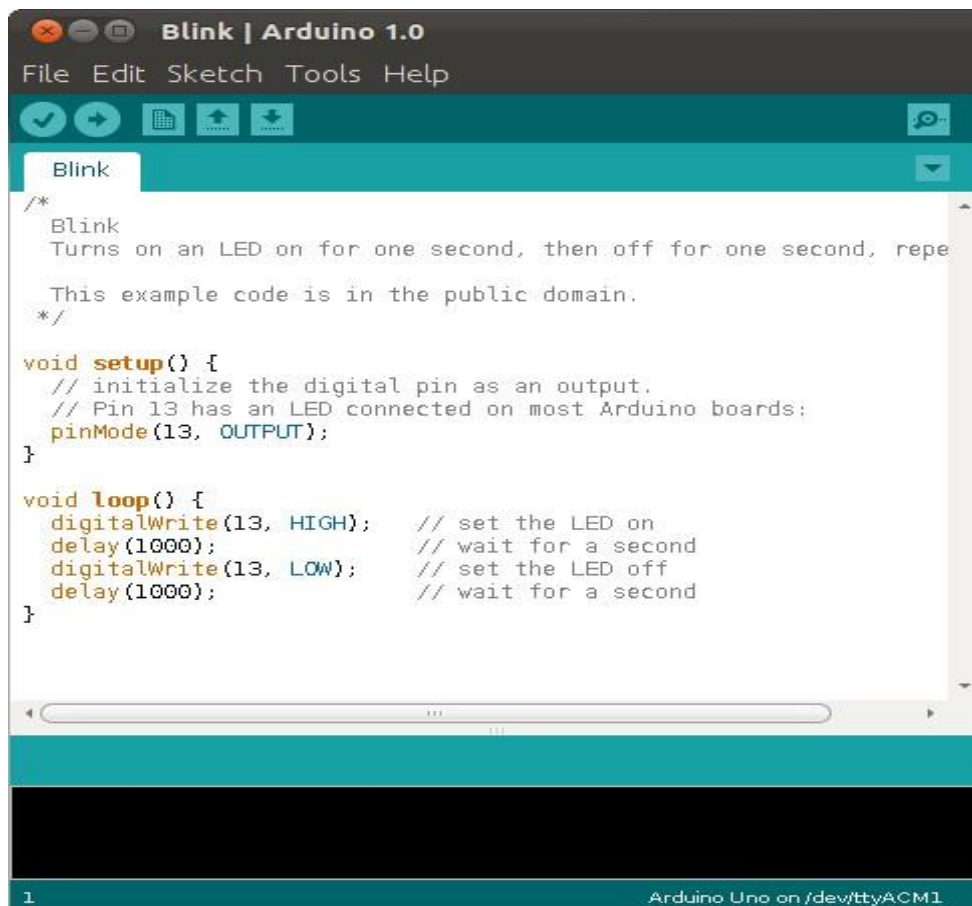 Blink | Arduino 1.0
File Edit Sketch Tools Help
Blink
/*
  Blink
  Turns on an LED on for one second, then off for one second, repe
  This example code is in the public domain.
 */
void setup() {
  // initialize the digital pin as an output.
  // Pin 13 has an LED connected on most Arduino boards:
  pinMode(13, OUTPUT);
}
void loop() {
  digitalWrite(13, HIGH);   // set the LED on
  delay(1000);              // wait for a second
  digitalWrite(13, LOW);    // set the LED off
  delay(1000);              // wait for a second
}
1 Arduino Uno on /dev/ttyACM1